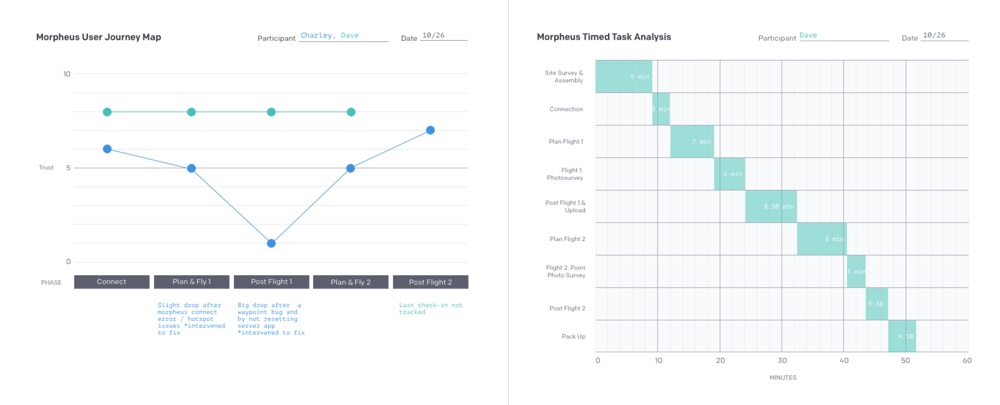 Morpheus User Journey Map
Participant Charley, Dave
Date 10/26
10
Trust 5
0
PHASE
Connect
Plan & Fly 1
Post Flight 1
Plan & Fly 2
Post Flight 2
Slight drop after
morpheus connect
error / hotspot
issues *intervened
to fix
Big drop after a
waypoint bug and
by not resetting
server app
*intervened to fix
Last check-in not
tracked
Morpheus Timed Task Analysis
Participant Dave
Date 10/26
Site Survey &
Assembly
9 min
Connection
3 min
Plan Flight 1
7 min
Flight 1:
Photosurvey
5 min
Post Flight 1 &
Upload
8:30 min
Plan Flight 2
8 min
Flight 2: Point
Photo Survey
min
Post Flight 2
Pack Up
0 10 20 30 40 50 60
MINUTES